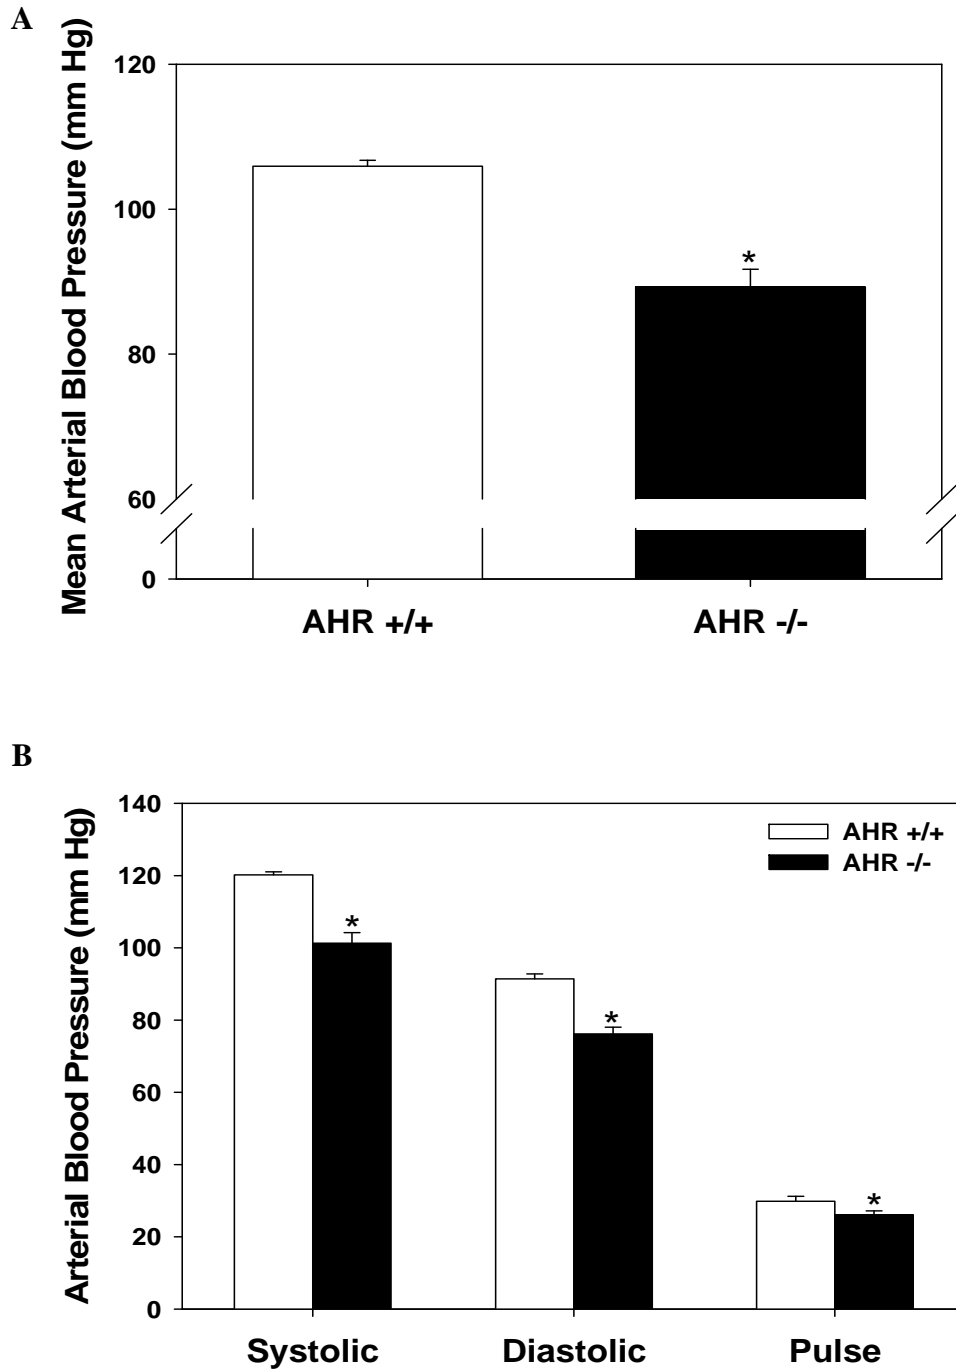 A
Mean Arterial Blood Pressure (mm Hg)
120
100
80
60
0
*
AHR +/+
AHR -/-
B
Arterial Blood Pressure (mm Hg)
140
120
100
80
60
40
20
0
AHR +/+
AHR -/-
*
*
*
Systolic
Diastolic
Pulse